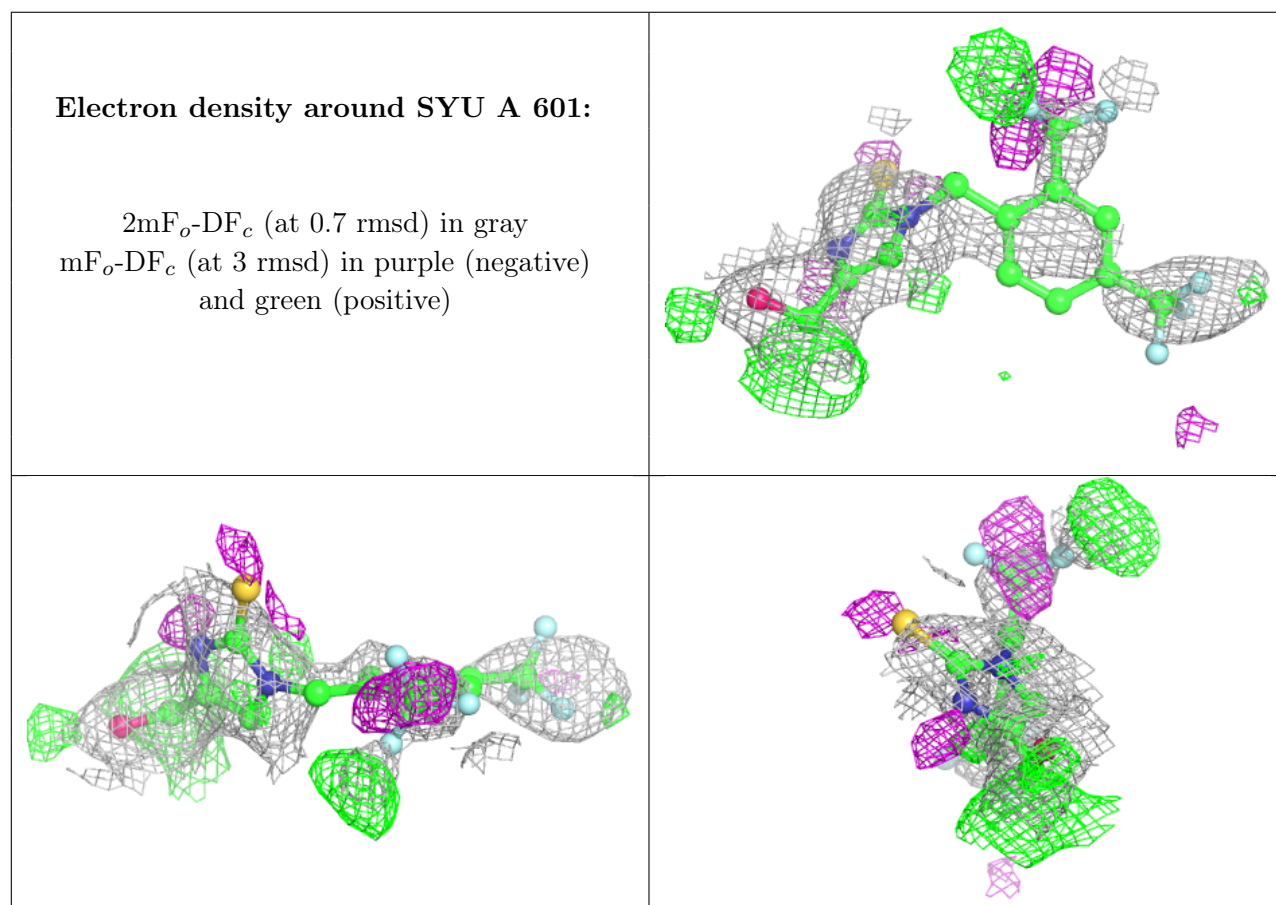 Electron density around SYU A 601:
2mFo-DFc (at 0.7 rmsd) in gray
mFo-DFc (at 3 rmsd) in purple (negative)
and green (positive)